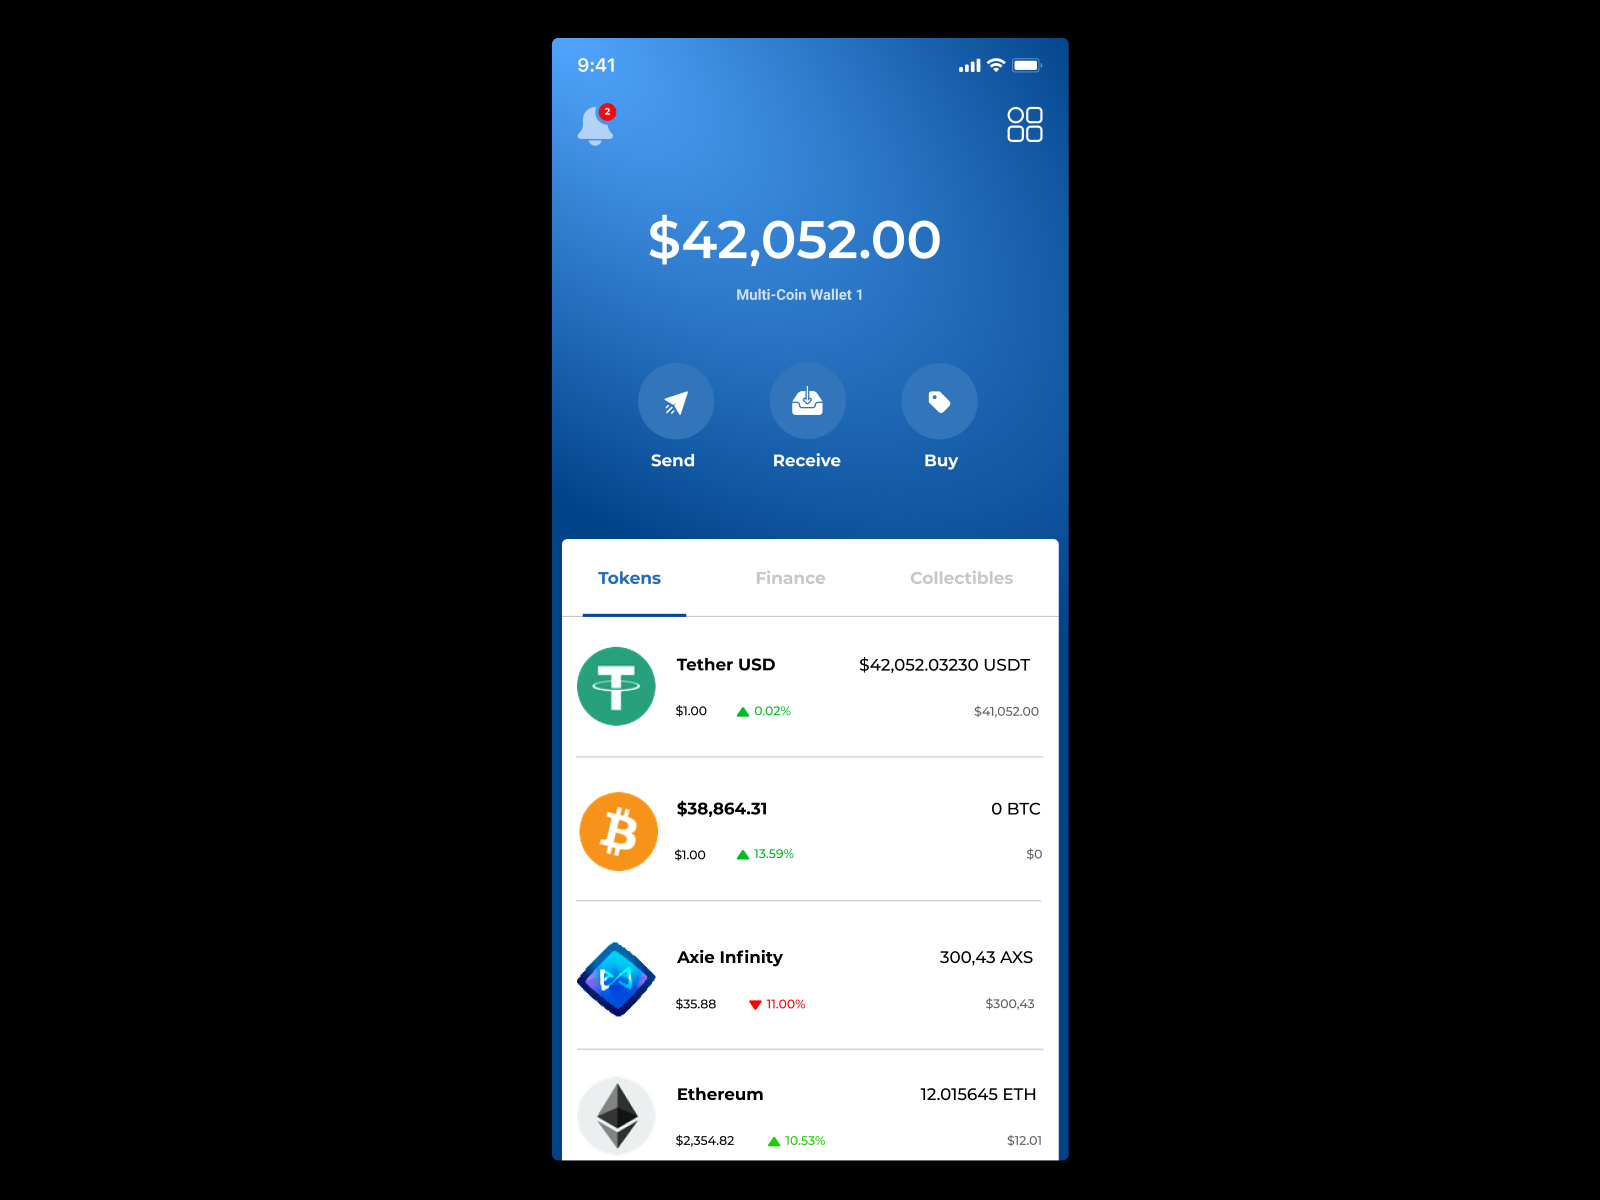 9:41
2
$42,052.00
Multi-Coin Wallet 1
Send Receive Buy
Tokens Finance Collectibles
Tether USD $42,052.03230 USDT
$1.00 0.02% $41,052.00
$38,864.31 0 BTC
$1.00 13.59% $0
Axie Infinity 300,43 AXS
$35.88 11.00% $300,43
Ethereum 12.015645 ETH
$2,354.82 10.53% $12.01